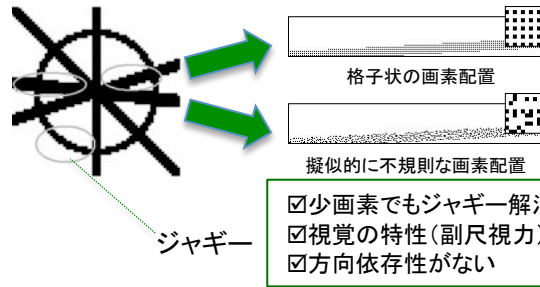 格子状の画素配置
擬似的に不規則な画素配置
ジャギー
☑少画素でもジャギー解
☑視覚の特性（副尺視力）
☑方向依存性がない